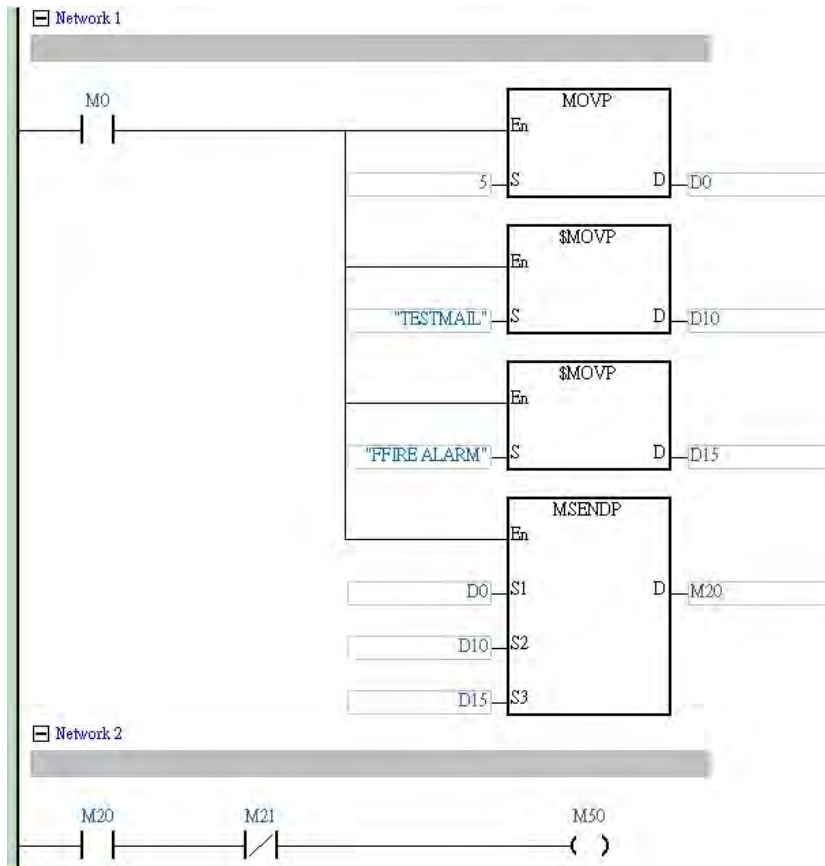 Network 1
M0
MOVP
En
5 S D D0
$MOVP
En
"TESTMAIL" S D D10
$MOVP
En
"FFIRE ALARM" S D D15
MSENDP
En
D0 S1 D M20
D10 S2
D15 S3
Network 2
M20 M21 M50